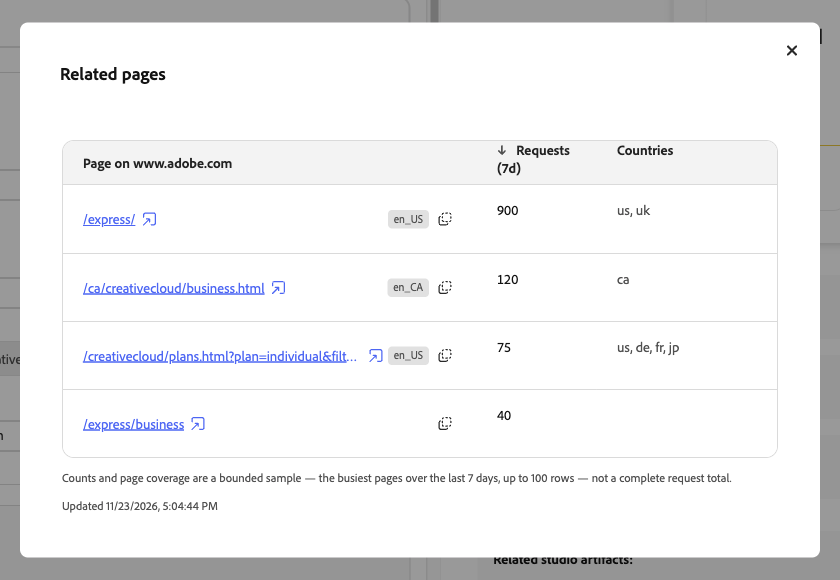 Related pages
Page on www.adobe.com
Requests
(7d)
Countries
/express/
en_US
900
us, uk
/ca/creativecloud/business.html
en_CA
120
ca
/creativecloud/plans.html?plan=individual&filt...
en_US
75
us, de, fr, jp
/express/business
40
Counts and page coverage are a bounded sample — the busiest pages over the last 7 days, up to 100 rows — not a complete request total.
Updated 11/23/2026, 5:04:44 PM
Related studio artifacts: